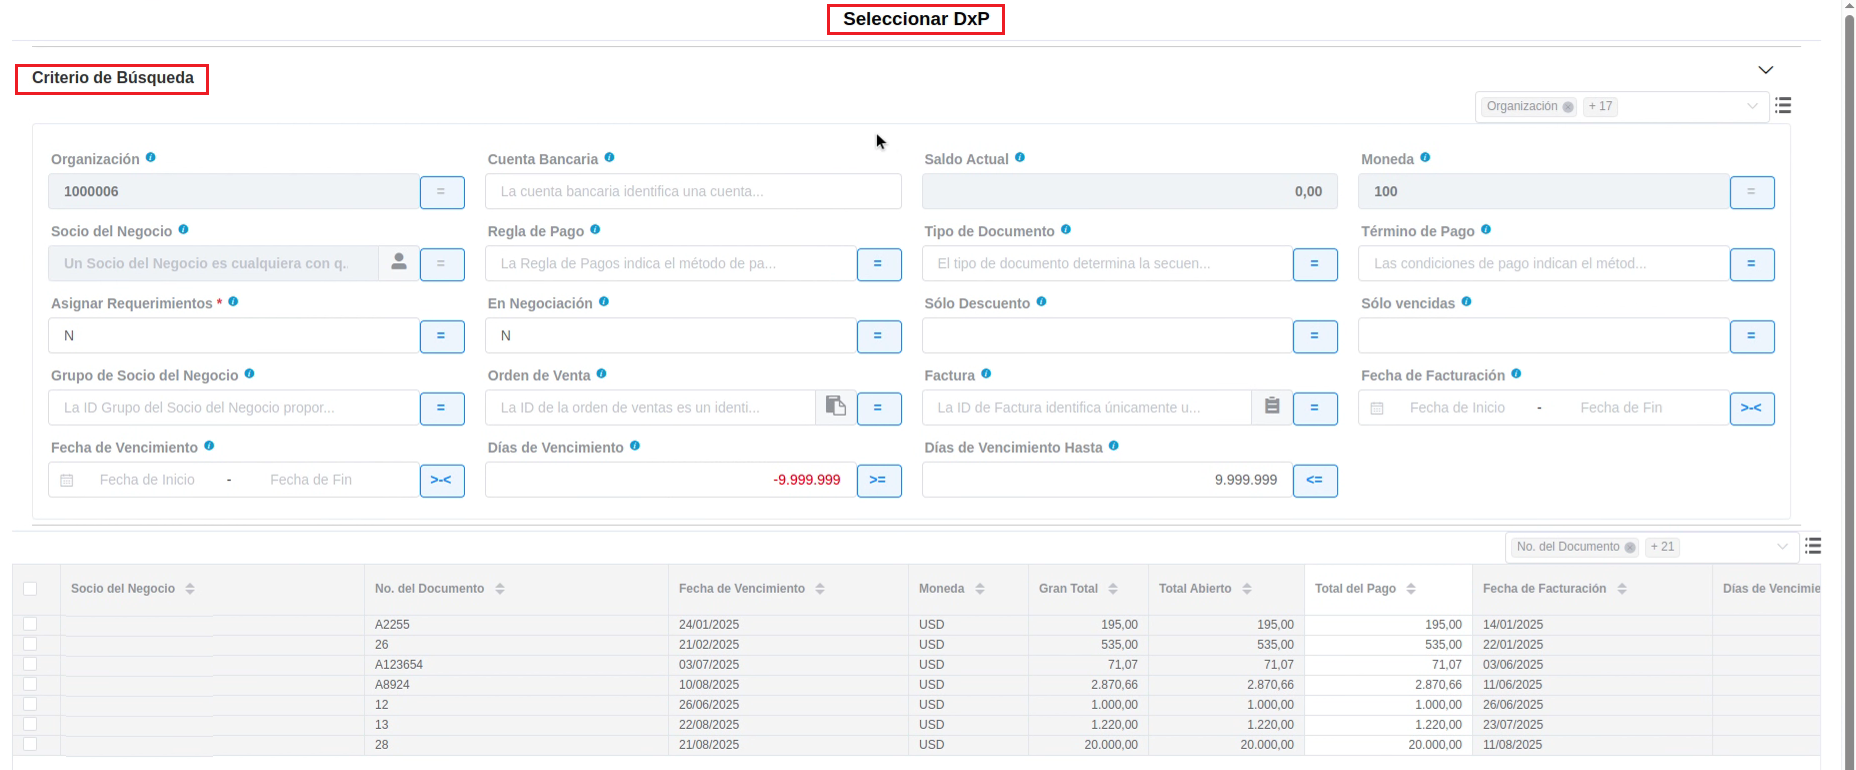 Seleccionar DxP
Criterio de Búsqueda
Organización + 17
Organización Cuenta Bancaria Saldo Actual Moneda
1000006 = La cuenta bancaria identifica una cuenta... 0,00 100 =
Socio del Negocio Regla de Pago Tipo de Documento Término de Pago
Un Socio del Negocio es cualquiera con q.. = La Regla de Pagos indica el método de pa... = El tipo de documento determina la secuen... = Las condiciones de pago indican el métod... =
Asignar Requerimientos * En Negociación Sólo Descuento Sólo vencidas
N = N = = =
Grupo de Socio del Negocio Orden de Venta Factura Fecha de Facturación
La ID Grupo del Socio del Negocio propor... = La ID de la orden de ventas es un identi... = La ID de Factura identifica únicamente u... = Fecha de Inicio - Fecha de Fin >-<
Fecha de Vencimiento Días de Vencimiento Días de Vencimiento Hasta
Fecha de Inicio - Fecha de Fin >-< -9.999.999 >= 9.999.999 <=
No. del Documento + 21
Socio del Negocio No. del Documento Fecha de Vencimiento Moneda Gran Total Total Abierto Total del Pago Fecha de Facturación Días de Vencimie
A2255 24/01/2025 USD 195,00 195,00 195,00 14/01/2025
26 21/02/2025 USD 535,00 535,00 535,00 22/01/2025
A123654 03/07/2025 USD 71,07 71,07 71,07 03/06/2025
A8924 10/08/2025 USD 2.870,66 2.870,66 2.870,66 11/06/2025
12 26/06/2025 USD 1.000,00 1.000,00 1.000,00 26/06/2025
13 22/08/2025 USD 1.220,00 1.220,00 1.220,00 23/07/2025
28 21/08/2025 USD 20.000,00 20.000,00 20.000,00 11/08/2025